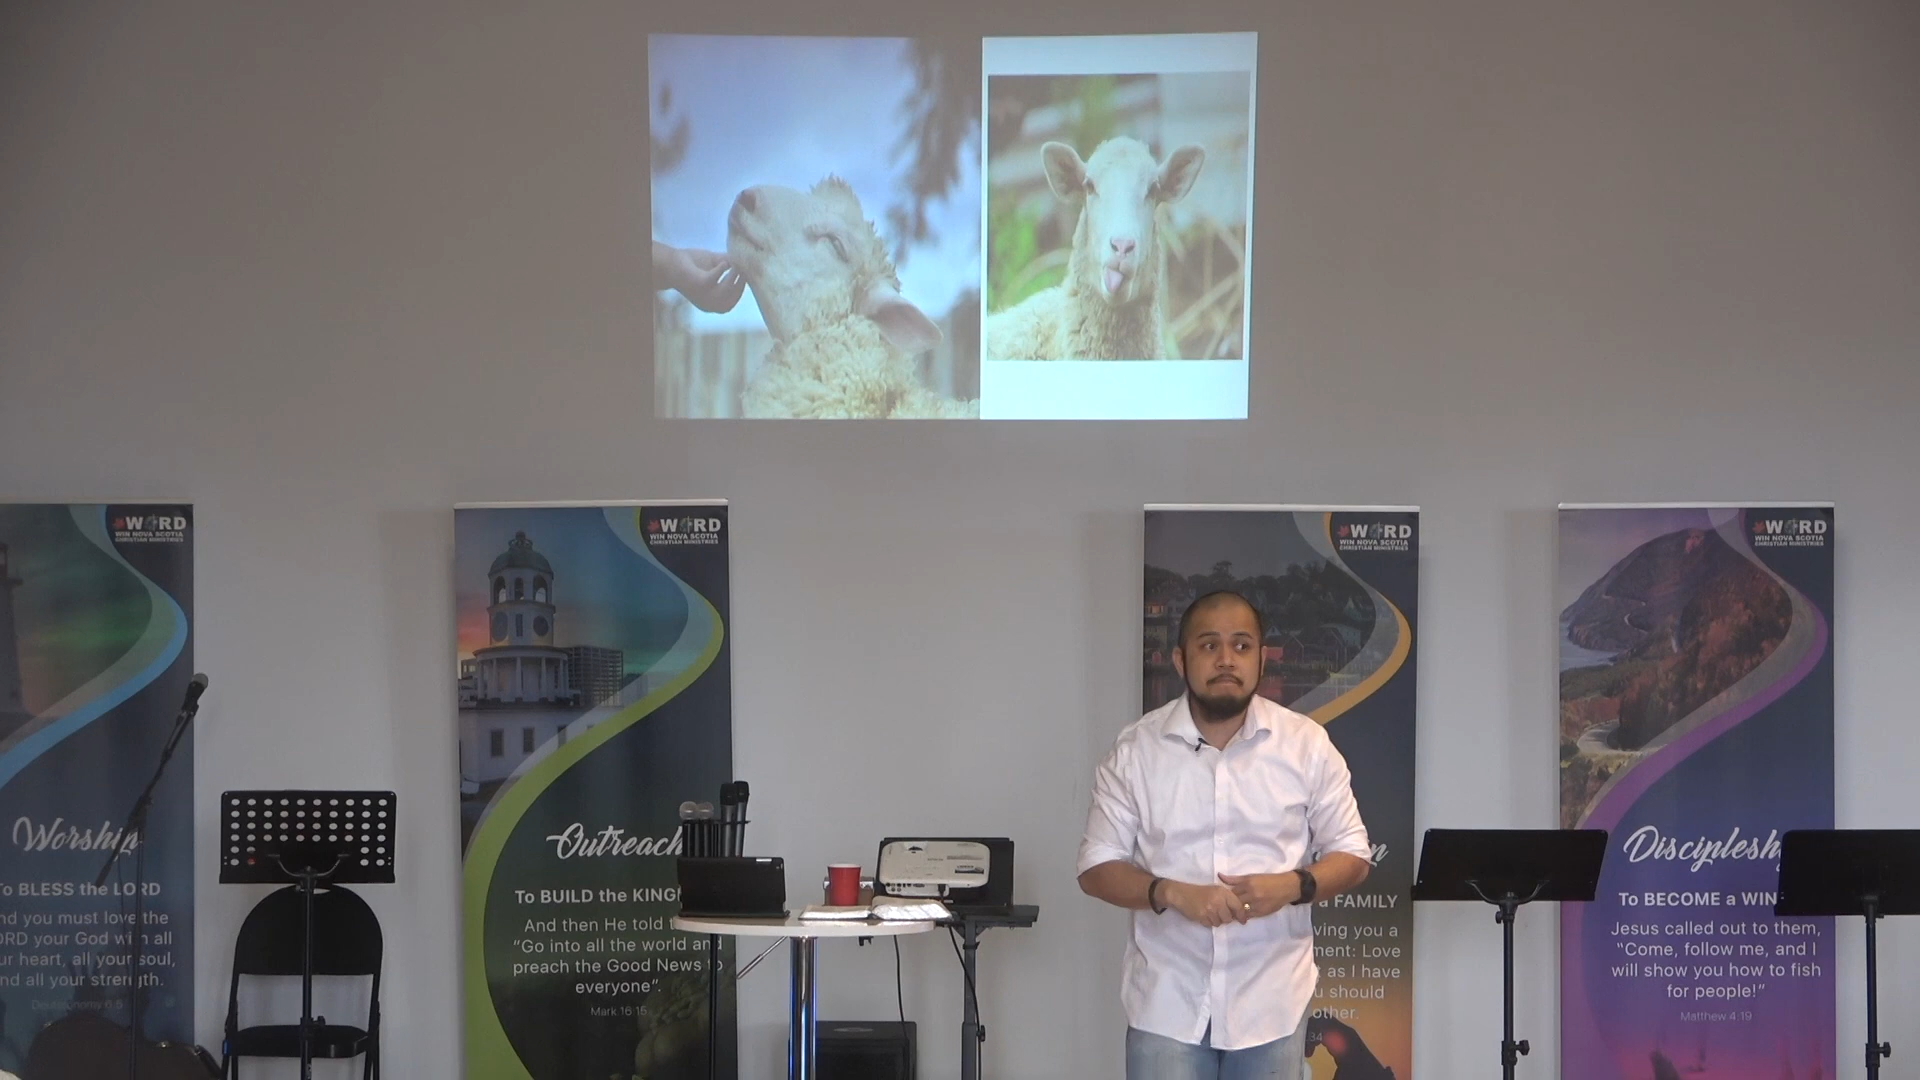 WORD
WIN NOVA SCOTIA
CHRISTIAN MINISTRIES
Worship
To BLESS the LORD
nd you must love the
ORD your God with all
ur heart, all your soul,
nd all your strength.
Deuteronomy 6:5
WORD
WIN NOVA SCOTIA
CHRISTIAN MINISTRIES
Outreach
To BUILD the KING
And then He told
“Go into all the world and
preach the Good News to
everyone”.
Mark 16:15
WORD
WIN NOVA SCOTIA
CHRISTIAN MINISTRIES
a FAMILY
ving you a
ment: Love
as I have
u should
other.
:34
WORD
WIN NOVA SCOTIA
CHRISTIAN MINISTRIES
Discipleship
To BECOME a WIN
Jesus called out to them,
“Come, follow me, and I
will show you how to fish
for people!”
Matthew 4:19